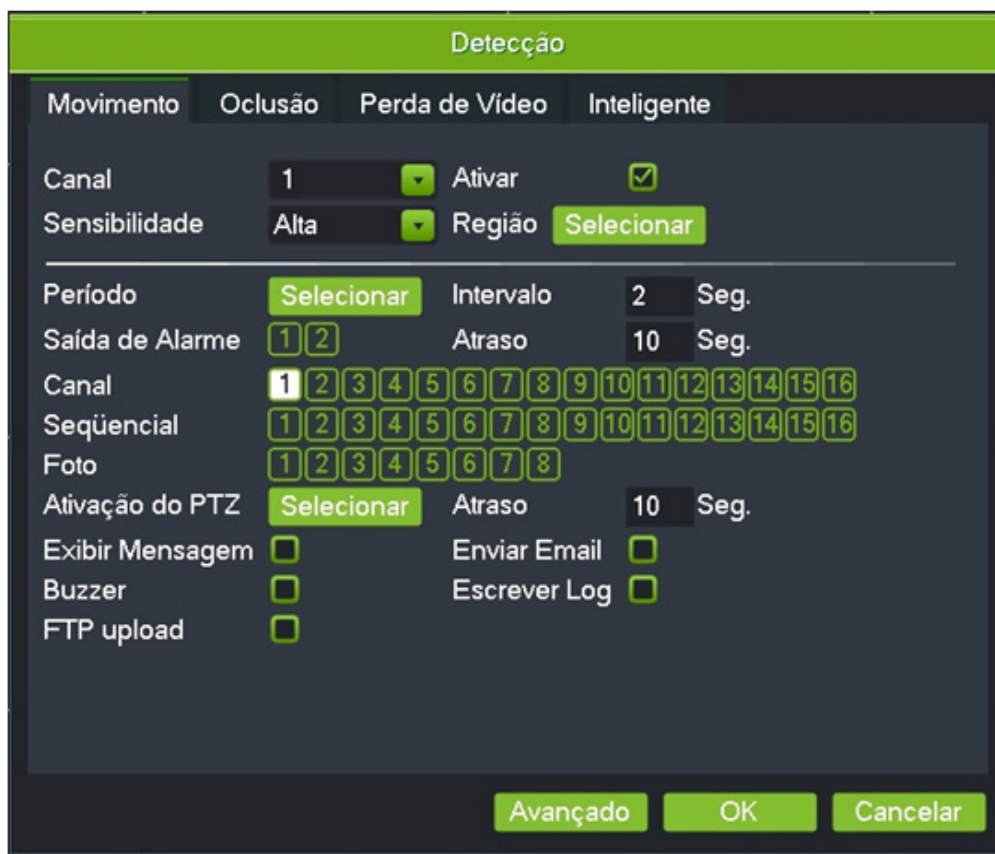 Detecção
Movimento Oclusão Perda de Vídeo Inteligente
Canal 1 Ativar
Sensibilidade Alta Região Selecionar
Período Selecionar Intervalo 2 Seg.
Saída de Alarme 1 2 Atraso 10 Seg.
Canal 1 2 3 4 5 6 7 8 9 10 11 12 13 14 15 16
Seqüencial 1 2 3 4 5 6 7 8 9 10 11 12 13 14 15 16
Foto 1 2 3 4 5 6 7 8
Ativação do PTZ Selecionar Atraso 10 Seg.
Exibir Mensagem Enviar Email
Buzzer Escrever Log
FTP upload
Avançado OK Cancelar